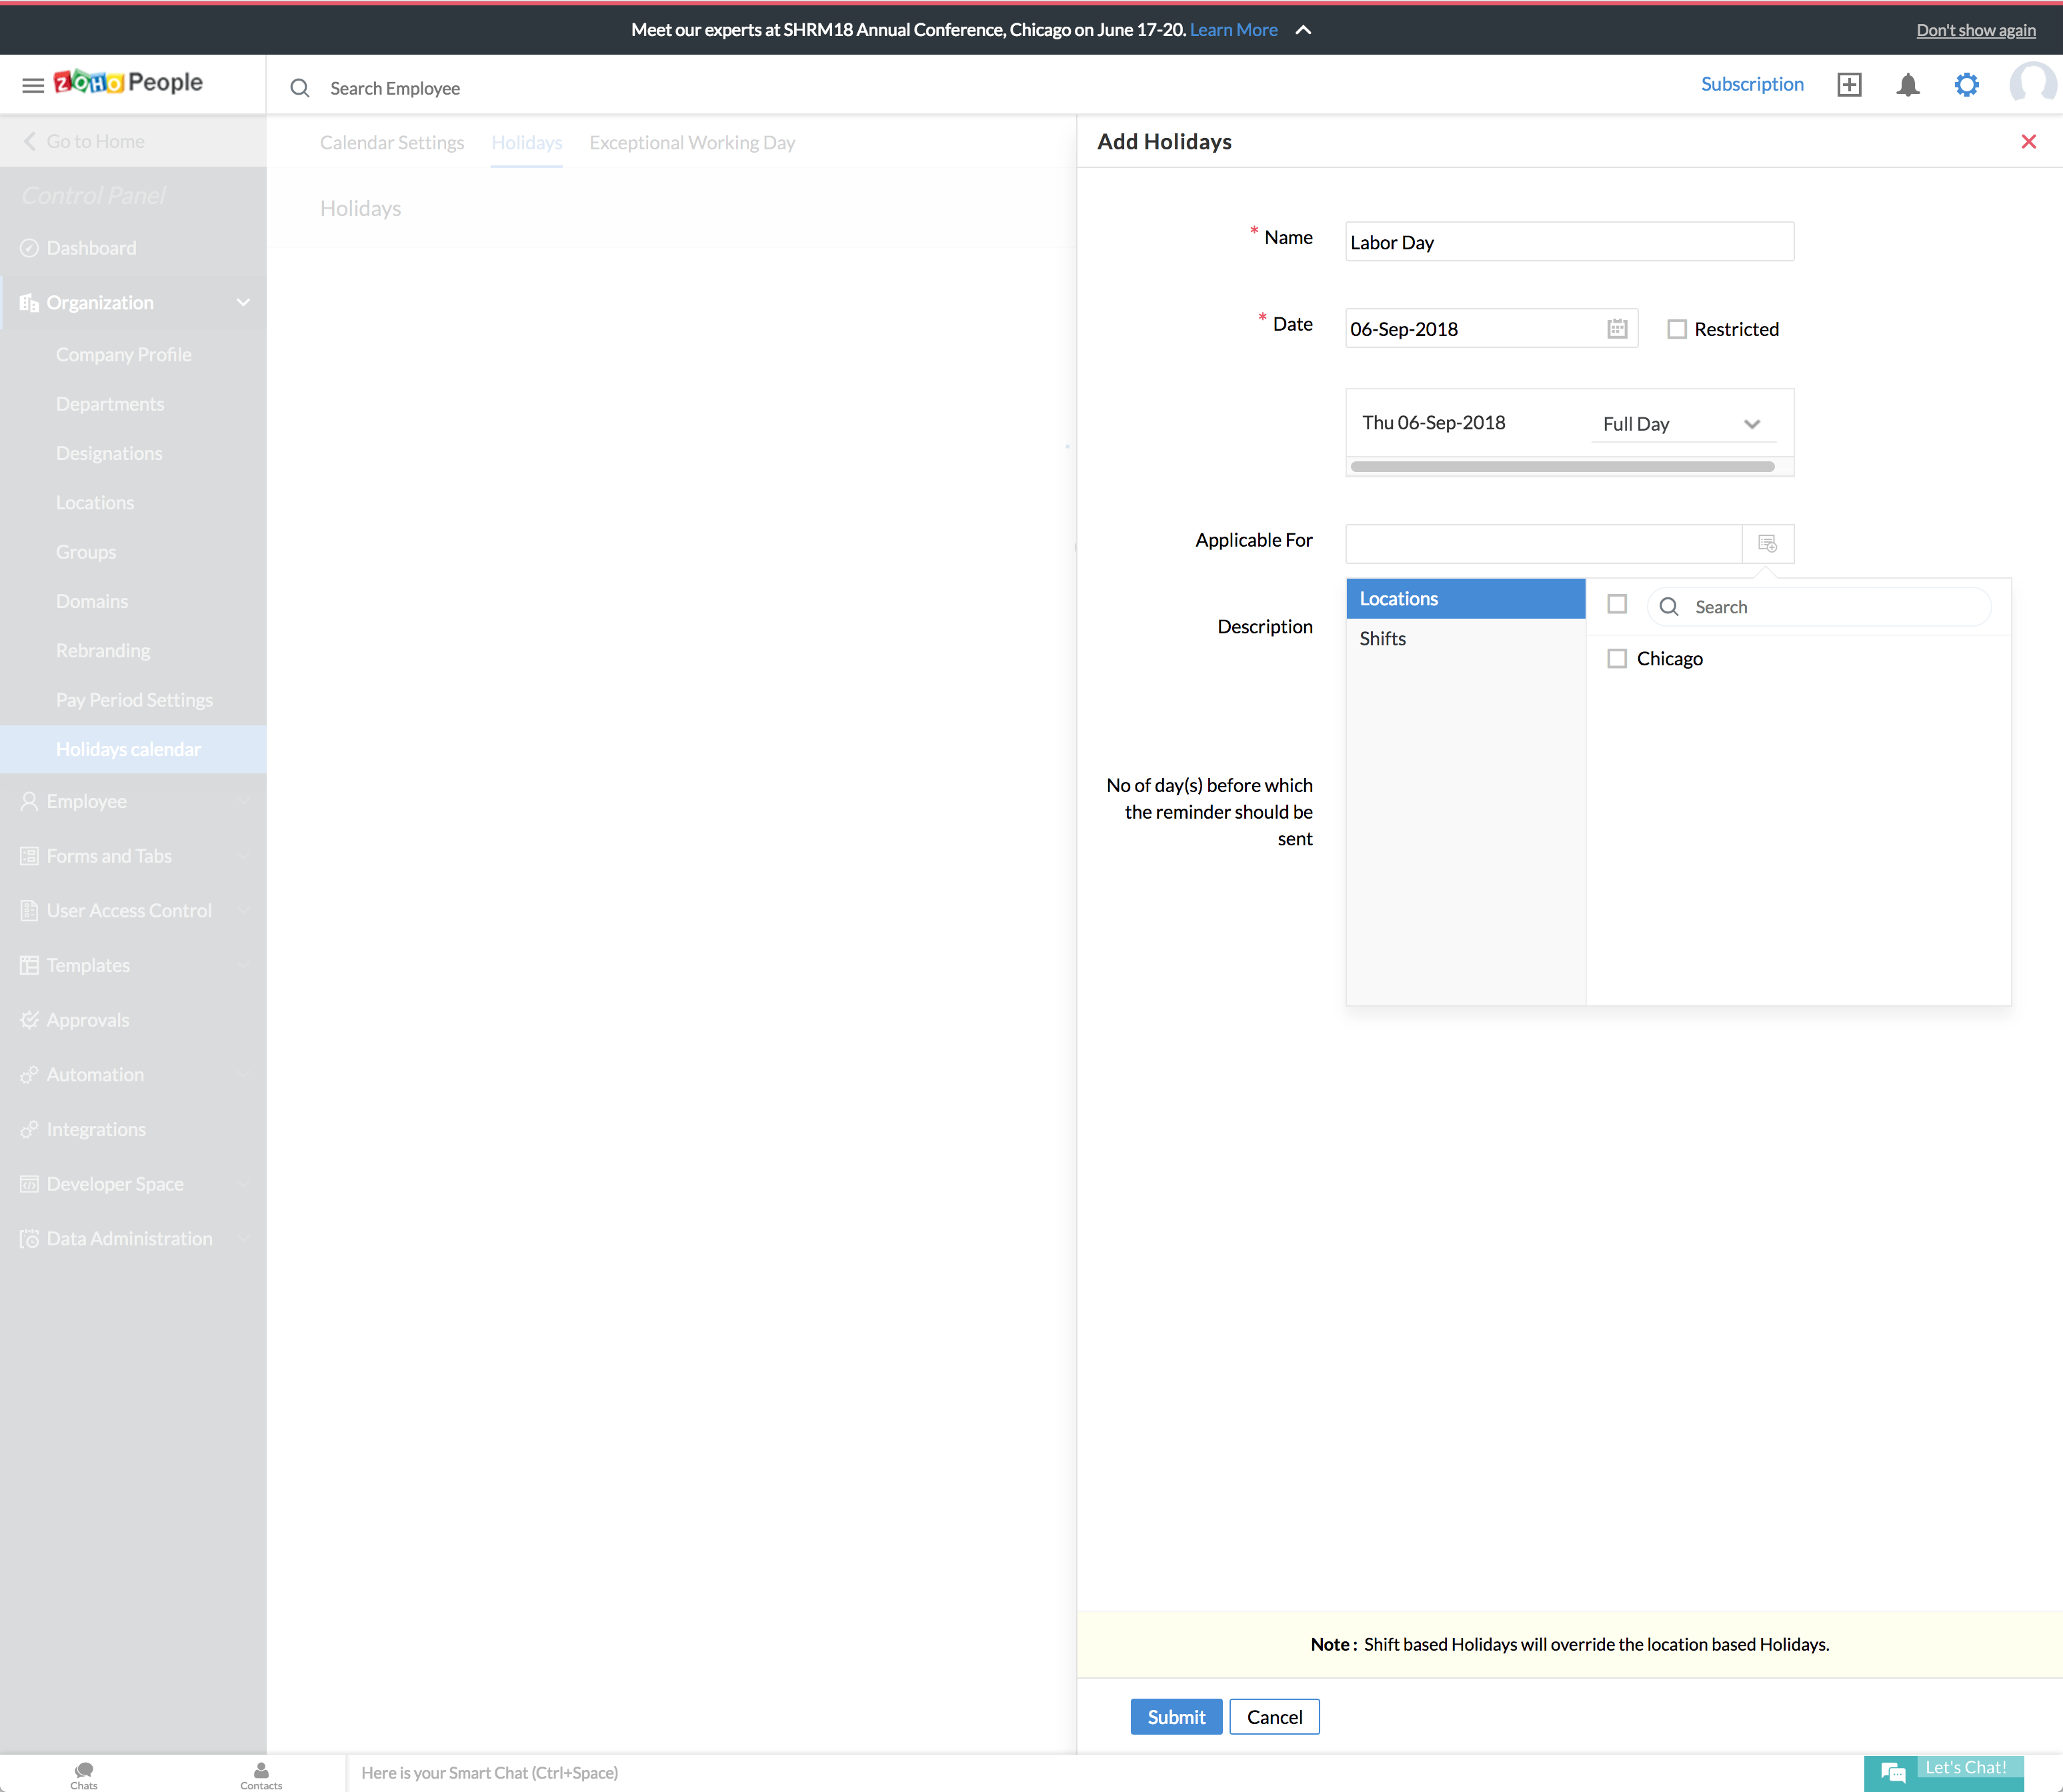 Meet our experts at SHRM18 Annual Conference, Chicago on June 17-20. Learn More
Don't show again
ZOHO People
Search Employee
Subscription
Go to Home
Control Panel
Dashboard
Organization
Company Profile
Departments
Designations
Locations
Groups
Domains
Rebranding
Pay Period Settings
Holidays calendar
Employee
Forms and Tabs
User Access Control
Templates
Approvals
Automation
Integrations
Developer Space
Data Administration
Calendar Settings
Holidays
Exceptional Working Day
Holidays
Add Holidays
* Name
Labor Day
* Date
06-Sep-2018
Restricted
Thu 06-Sep-2018
Full Day
Applicable For
Locations
Shifts
Search
Chicago
Description
No of day(s) before which
the reminder should be
sent
Note : Shift based Holidays will override the location based Holidays.
Submit
Cancel
Chats
Contacts
Here is your Smart Chat (Ctrl+Space)
Let's Chat!